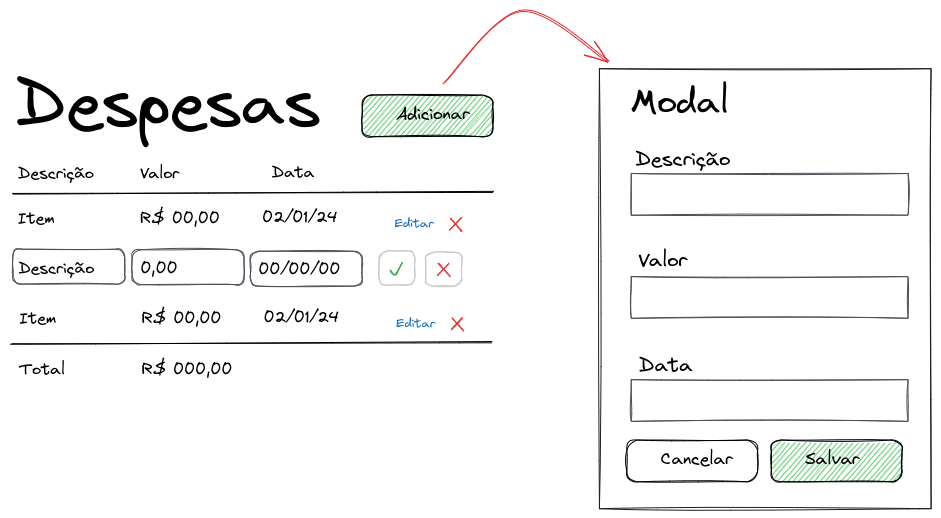 Despesas
Adicionar
Descrição Valor Data
Item R$ 00,00 02/01/24 Editar
Descrição 0,00 00/00/00
Item R$ 00,00 02/01/24 Editar
Total R$ 000,00
Modal
Descrição
Valor
Data
Cancelar Salvar